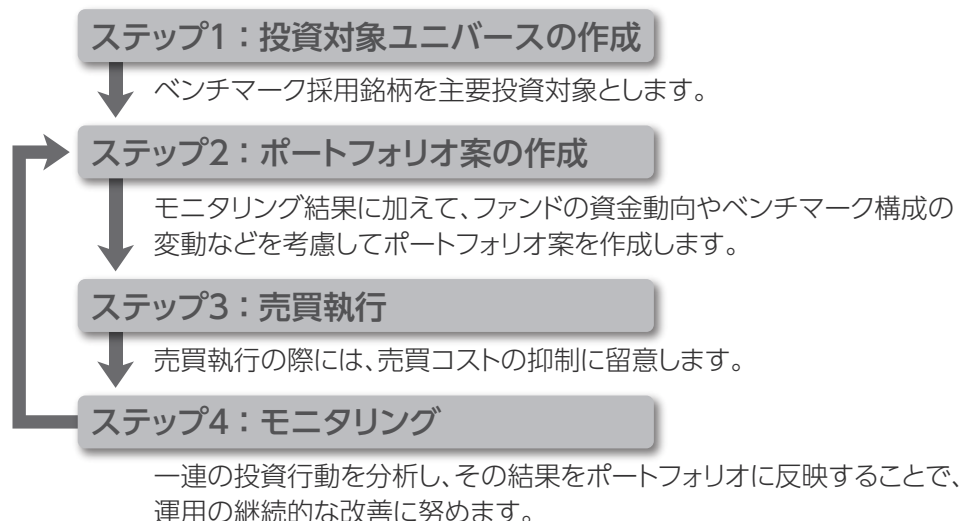 ステップ1：投資対象ユニバースの作成
ベンチマーク採用銘柄を主要投資対象とします。
ステップ2：ポートフォリオ案の作成
モニタリング結果に加えて、ファンドの資金動向やベンチマーク構成の
変動などを考慮してポートフォリオ案を作成します。
ステップ3：売買執行
売買執行の際には、売買コストの抑制に留意します。
ステップ4：モニタリング
一連の投資行動を分析し、その結果をポートフォリオに反映することで、
運用の継続的な改善に努めます。